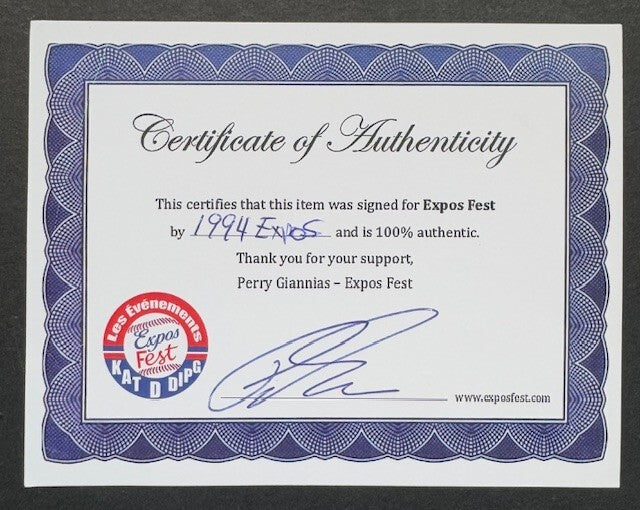 Certificate of Authenticity
This certifies that this item was signed for Expos Fest
by 1994 Expos and is 100% authentic.
Thank you for your support,
Perry Giannias – Expos Fest
Les Événements
Expos
Fest
KAT D DIPG
www.exposfest.com